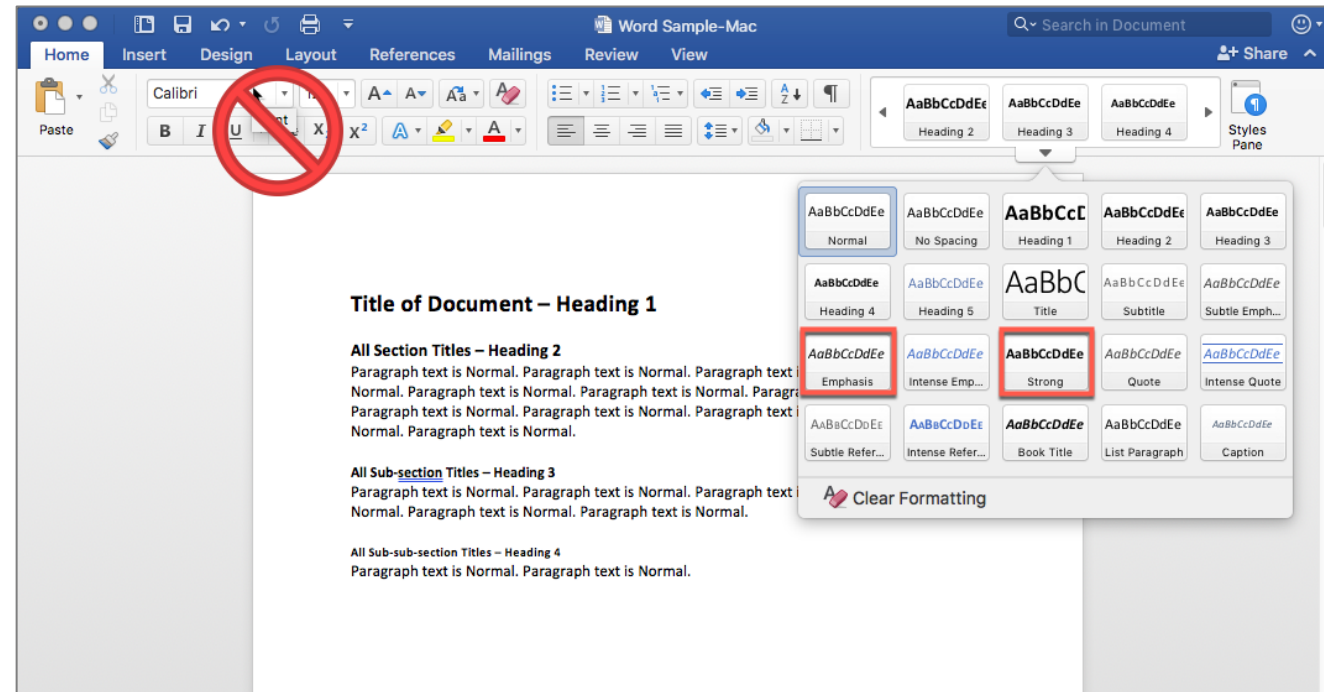 Word Sample-Mac
Search in Document
Home Insert Design Layout References Mailings Review View
Share
Paste
Calibri
B I U X x²
AaBbCcDdEe AaBbCcDdEe AaBbCcDdEe
Heading 2 Heading 3 Heading 4
Styles
Pane
AaBbCcDdEe AaBbCcDdEe AaBbCcD AaBbCcDdEe AaBbCcDdEe
Normal No Spacing Heading 1 Heading 2 Heading 3
AaBbCcDdEe AaBbCcDdEe AaBbC AaBbCcDdEe AaBbCcDdEe
Heading 4 Heading 5 Title Subtitle Subtle Emph...
AaBbCcDdEe AaBbCcDdEe AaBbCcDdEe AaBbCcDdEe AaBbCcDdEe
Emphasis Intense Emp... Strong Quote Intense Quote
AaBbCcDdEe AaBbCcDdEe AaBbCcDdEe AaBbCcDdEe AaBbCcDdEe
Subtle Refer... Intense Refer... Book Title List Paragraph Caption
Clear Formatting
Title of Document – Heading 1
All Section Titles – Heading 2
Paragraph text is Normal. Paragraph text is Normal. Paragraph text
Normal. Paragraph text is Normal. Paragraph text is Normal.
Paragraph text is Normal. Paragraph text is Normal. Paragraph text
Normal. Paragraph text is Normal.
All Sub-section Titles – Heading 3
Paragraph text is Normal. Paragraph text is Normal. Paragraph text
Normal. Paragraph text is Normal. Paragraph text is Normal.
All Sub-sub-section Titles – Heading 4
Paragraph text is Normal. Paragraph text is Normal.